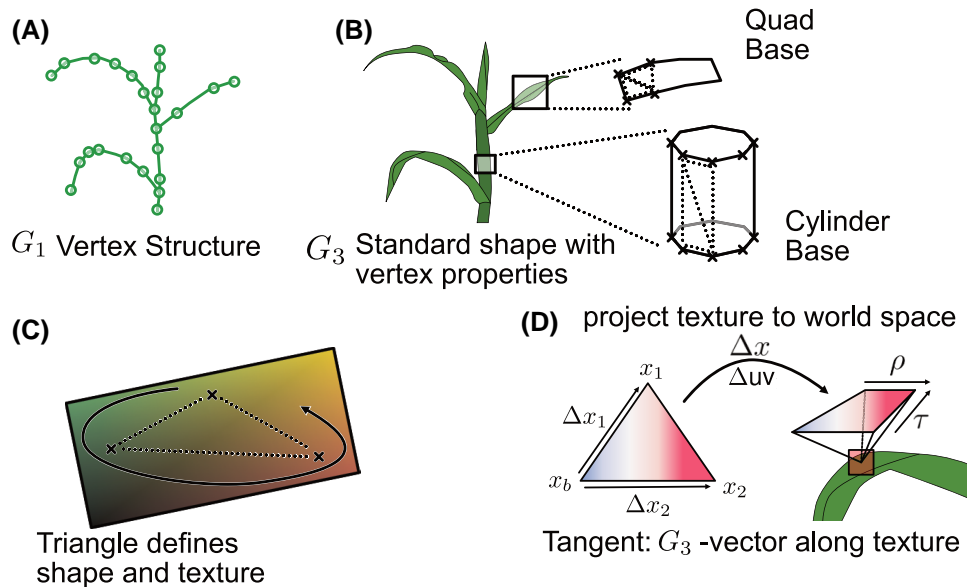 (A)
G₁ Vertex Structure
(B)
Quad
Base
Cylinder
Base
G₃ Standard shape with
vertex properties
(C)
Triangle defines
shape and texture
(D)
project texture to world space
Δx
Δuv
x₁
Δx₁
x_b
Δx₂
x₂
ρ
τ
Tangent: G₃ -vector along texture